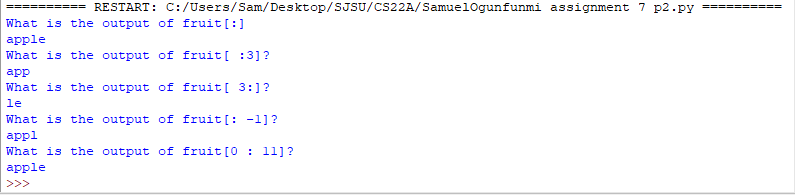 ========== RESTART: C:/Users/Sam/Desktop/SJSU/CS22A/SamuelOgunfunmi assignment 7 p2.py ==========
What is the output of fruit[:]
apple
What is the output of fruit[ :3]?
app
What is the output of fruit[ 3:]?
le
What is the output of fruit[: -1]?
appl
What is the output of fruit[0 : 11]?
apple
>>>